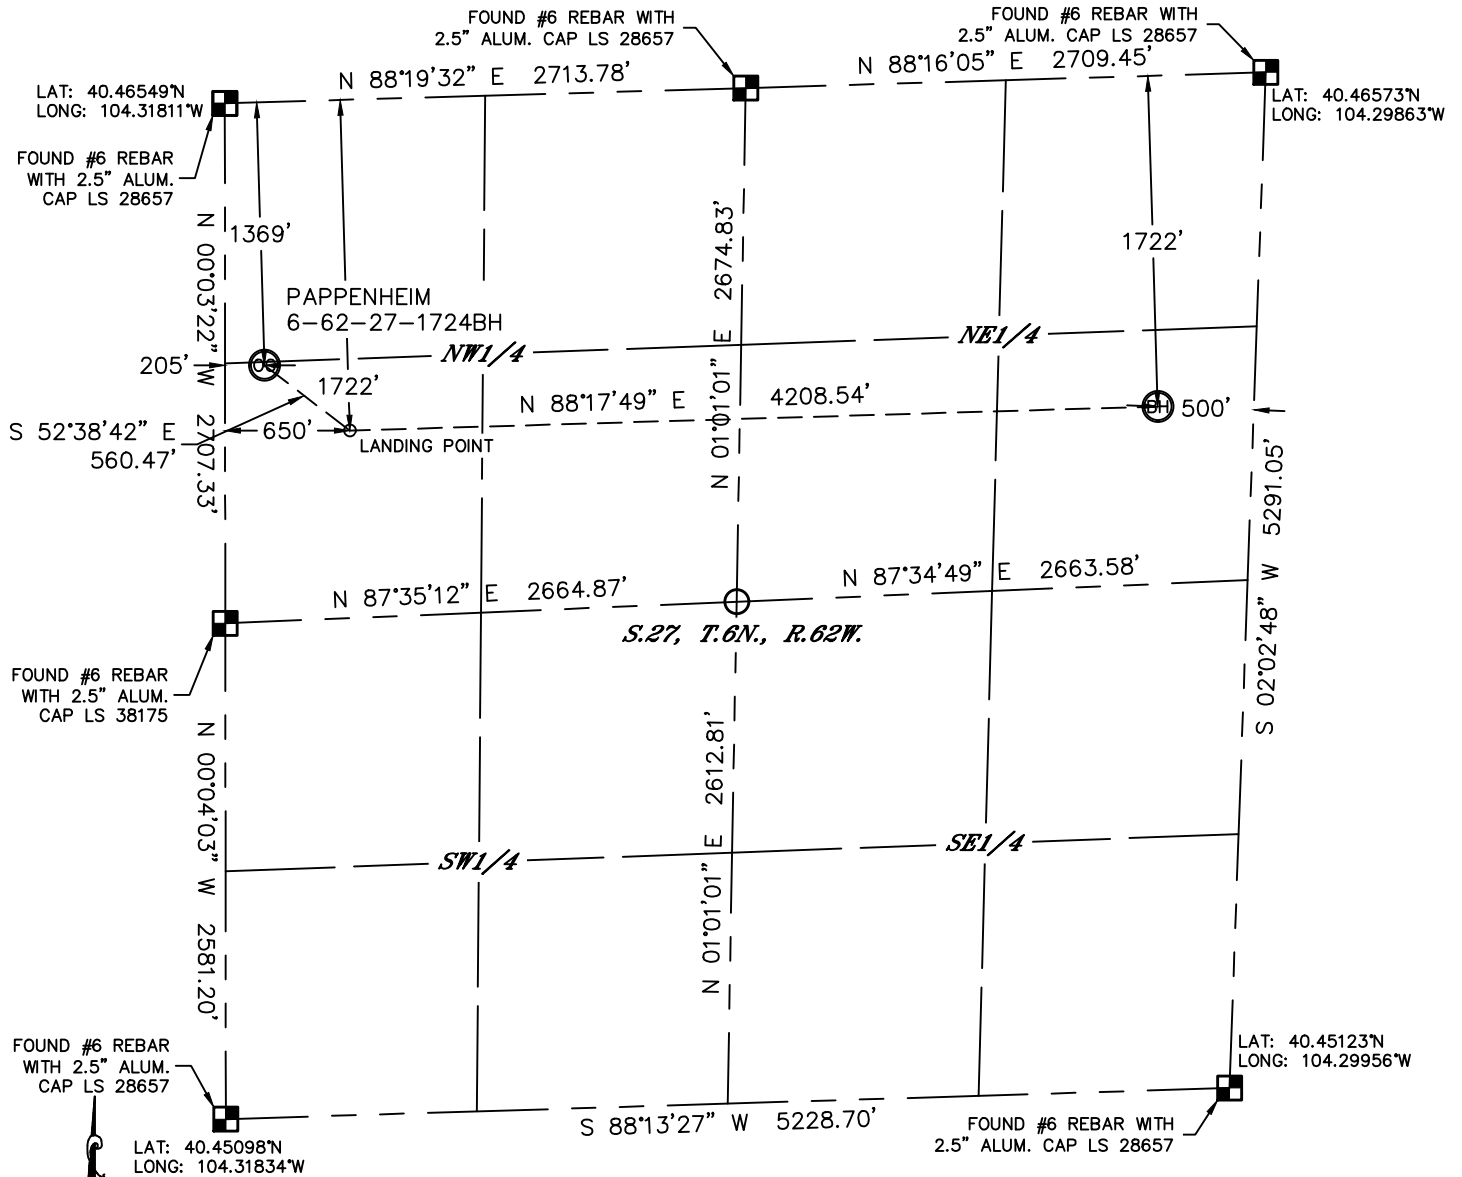 FOUND #6 REBAR WITH
2.5" ALUM. CAP LS 28657
FOUND #6 REBAR WITH
2.5" ALUM. CAP LS 28657
N 88°19'32" E 2713.78'
N 88°16'05" E 2709.45'
LAT: 40.46549°N
LONG: 104.31811°W
LAT: 40.46573°N
LONG: 104.29863°W
FOUND #6 REBAR
WITH 2.5" ALUM.
CAP LS 28657
N 00°03'22" W 2707.33'
1369'
N 01°01'01" E 2674.83'
1722'
PAPPENHEIM
6-62-27-1724BH
NW1/4
NE1/4
205'
1722'
N 88°17'49" E 4208.54'
BH 500'
S 52°38'42" E
560.47'
650'
LANDING POINT
S 02°02'48" W 5291.05'
N 87°35'12" E 2664.87'
N 87°34'49" E 2663.58'
S.27, T.6N., R.62W.
FOUND #6 REBAR
WITH 2.5" ALUM.
CAP LS 38175
N 00°04'03" W 2581.20'
N 01°01'01" E 2612.81'
SW1/4
SE1/4
FOUND #6 REBAR
WITH 2.5" ALUM.
CAP LS 28657
LAT: 40.45123°N
LONG: 104.29956°W
S 88°13'27" W 5228.70'
FOUND #6 REBAR WITH
2.5" ALUM. CAP LS 28657
LAT: 40.45098°N
LONG: 104.31834°W